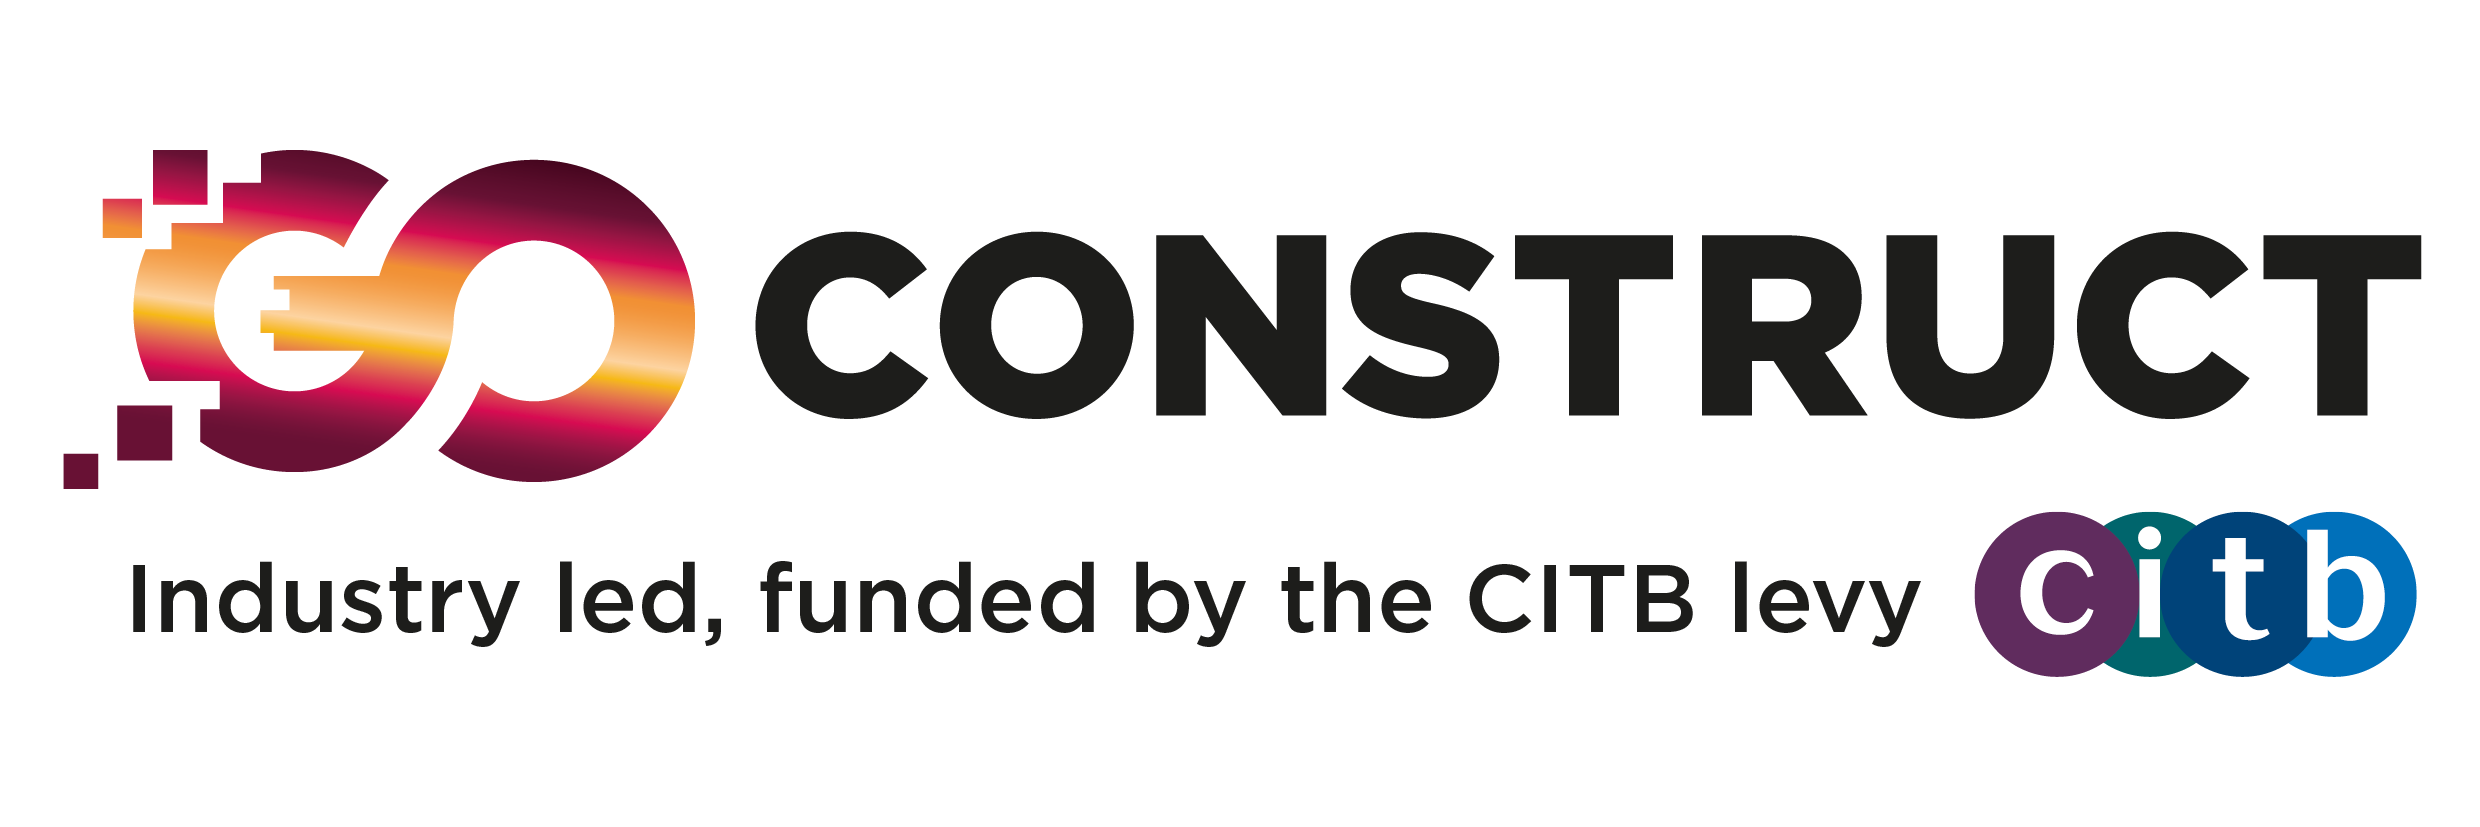 GO CONSTRUCT
Industry led, funded by the CITB levy citb